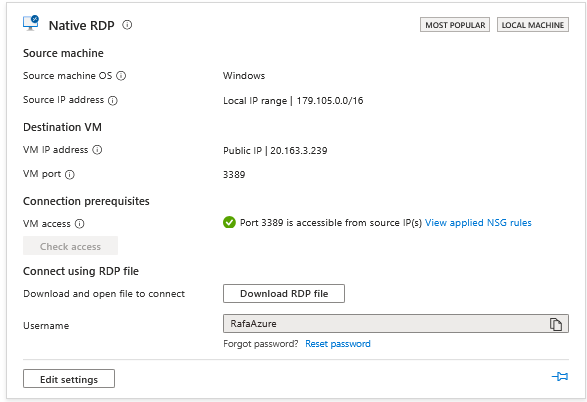 Native RDP
MOST POPULAR
LOCAL MACHINE
Source machine
Source machine OS
Windows
Source IP address
Local IP range | 179.105.0.0/16
Destination VM
VM IP address
Public IP | 20.163.3.239
VM port
3389
Connection prerequisites
VM access
Port 3389 is accessible from source IP(s) View applied NSG rules
Check access
Connect using RDP file
Download and open file to connect
Download RDP file
Username
RafaAzure
Forgot password? Reset password
Edit settings